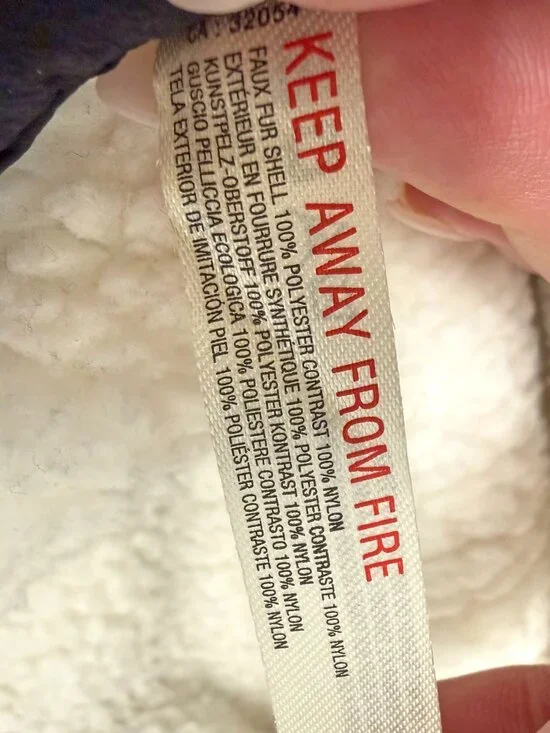 CA: 32054
KEEP AWAY FROM FIRE
FAUX FUR SHELL 100% POLYESTER CONTRAST 100% NYLON
EXTÉRIEUR EN FOURRURE SYNTHÉTIQUE 100% POLYESTER CONTRASTE 100% NYLON
KUNSTPELZ-OBERSTOFF 100% POLYESTER KONTRAST 100% NYLON
GUSCIO PELLICCIA ECOLOGICA 100% POLIESTERE CONTRASTO 100% NYLON
TELA EXTERIOR DE IMITACIÓN PIEL 100% POLIÉSTER CONTRASTE 100% NYLON